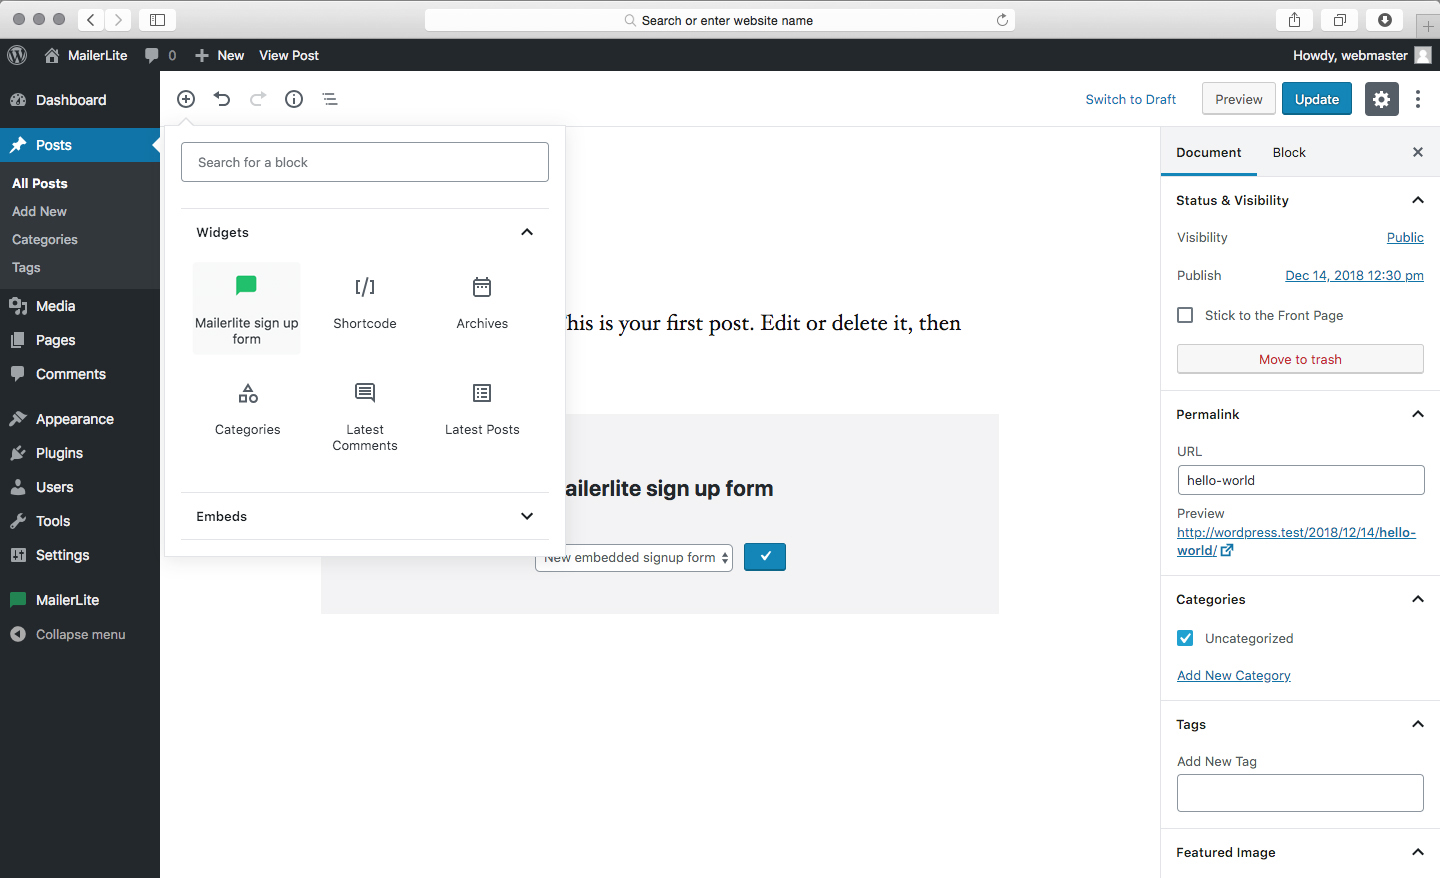 Search or enter website name
MailerLite
0
New
View Post
Howdy, webmaster
Dashboard
Posts
All Posts
Add New
Categories
Tags
Media
Pages
Comments
Appearance
Plugins
Users
Tools
Settings
MailerLite
Collapse menu
Switch to Draft
Preview
Update
Search for a block
Widgets
Mailerlite sign up
form
[/]
Shortcode
Archives
Categories
Latest
Comments
Latest Posts
Embeds
his is your first post. Edit or delete it, then
ailerlite sign up form
New embedded signup form
Document
Block
Status & Visibility
Visibility
Public
Publish
Dec 14, 2018 12:30 pm
Stick to the Front Page
Move to trash
Permalink
URL
hello-world
Preview
http://wordpress.test/2018/12/14/hello-
world/
Categories
Uncategorized
Add New Category
Tags
Add New Tag
Featured Image